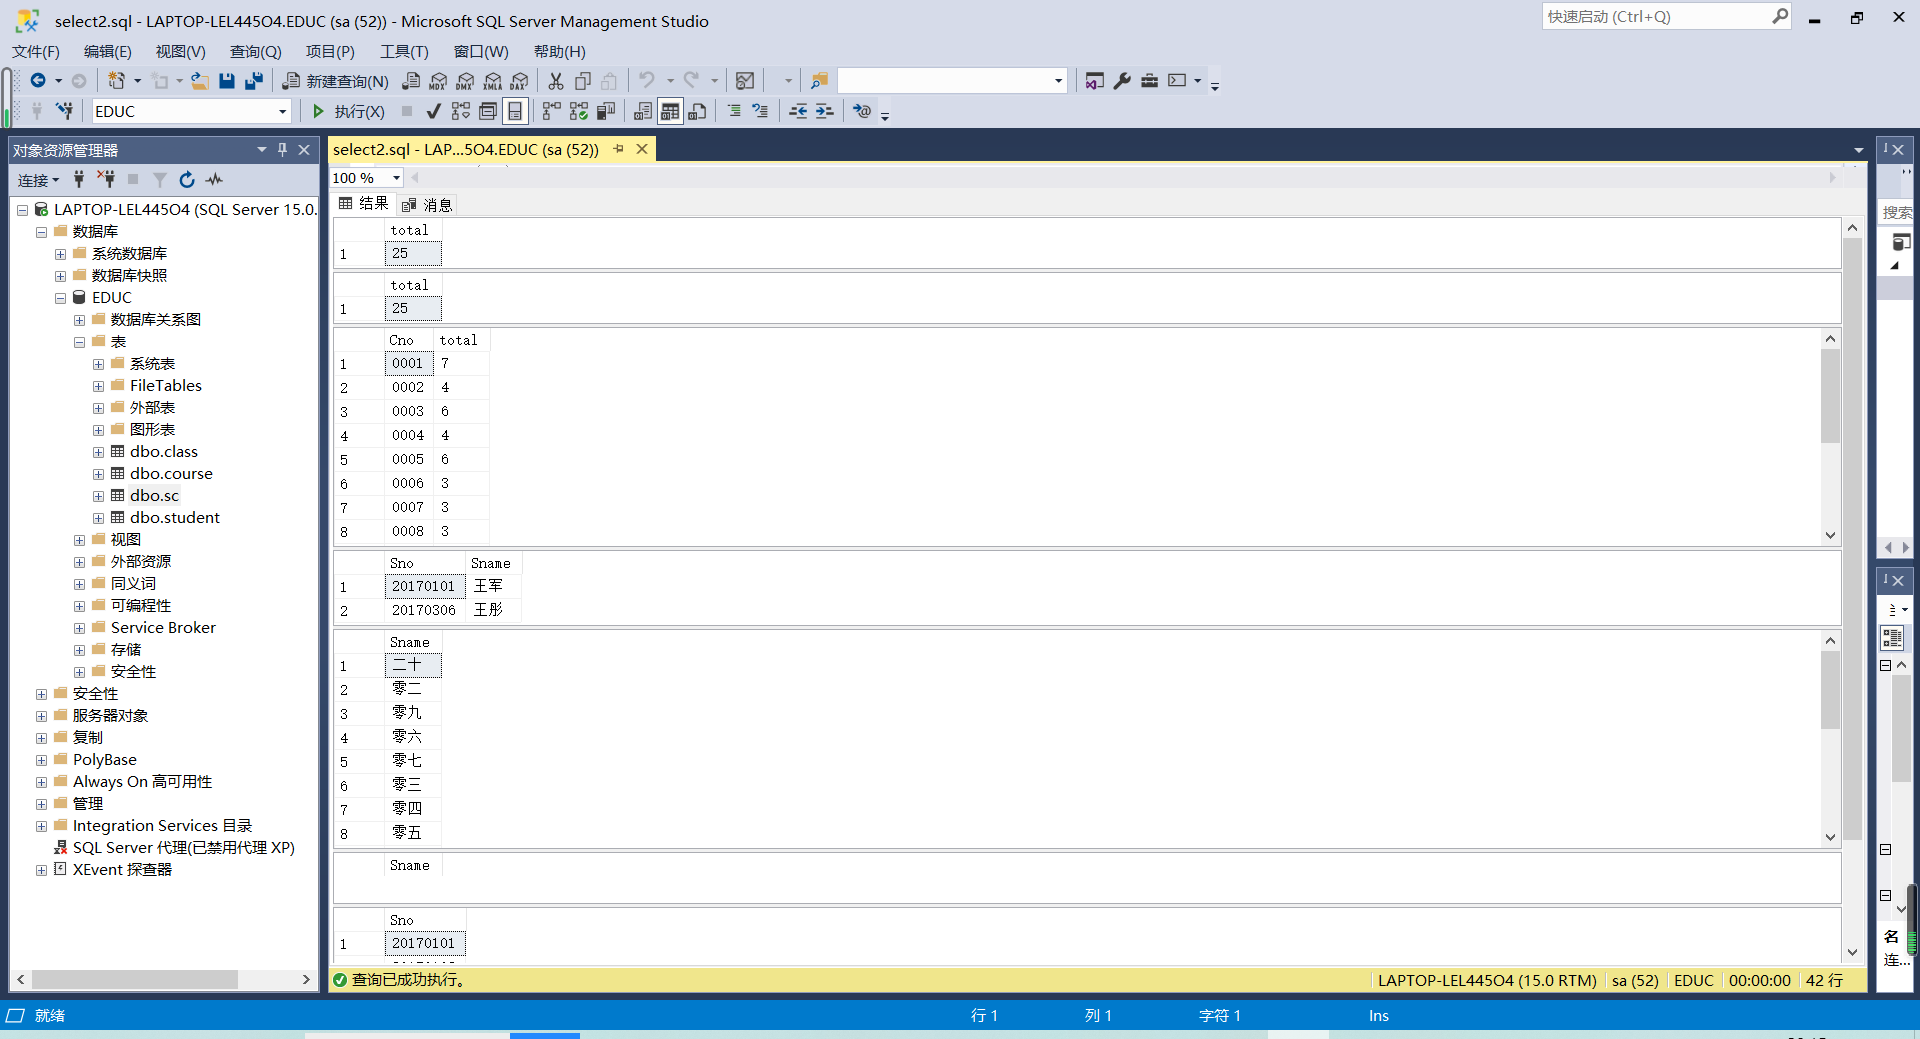 select2.sql - LAPTOP-LEL445O4.EDUC (sa (52)) - Microsoft SQL Server Management Studio
快速启动 (Ctrl+Q)
文件(F) 编辑(E) 视图(V) 查询(Q) 项目(P) 工具(T) 窗口(W) 帮助(H)
新建查询(N) MDX DMX XMLA DAX
EDUC 执行(X)
对象资源管理器
连接
LAPTOP-LEL445O4 (SQL Server 15.0.
数据库
系统数据库
数据库快照
EDUC
数据库关系图
表
系统表
FileTables
外部表
图形表
dbo.class
dbo.course
dbo.sc
dbo.student
视图
外部资源
同义词
可编程性
Service Broker
存储
安全性
安全性
服务器对象
复制
PolyBase
Always On 高可用性
管理
Integration Services 目录
SQL Server 代理(已禁用代理 XP)
XEvent 探查器
select2.sql - LAP...5O4.EDUC (sa (52))
100 %
结果 消息
total
1 25
total
1 25
Cno total
1 0001 7
2 0002 4
3 0003 6
4 0004 4
5 0005 6
6 0006 3
7 0007 3
8 0008 3
Sno Sname
1 20170101 王军
2 20170306 王彤
Sname
1 二十
2 零二
3 零九
4 零六
5 零七
6 零三
7 零四
8 零五
Sname
Sno
1 20170101
查询已成功执行。
LAPTOP-LEL445O4 (15.0 RTM) sa (52) EDUC 00:00:00 42 行
搜索
名
连...
就绪 行 1 列 1 字符 1 Ins